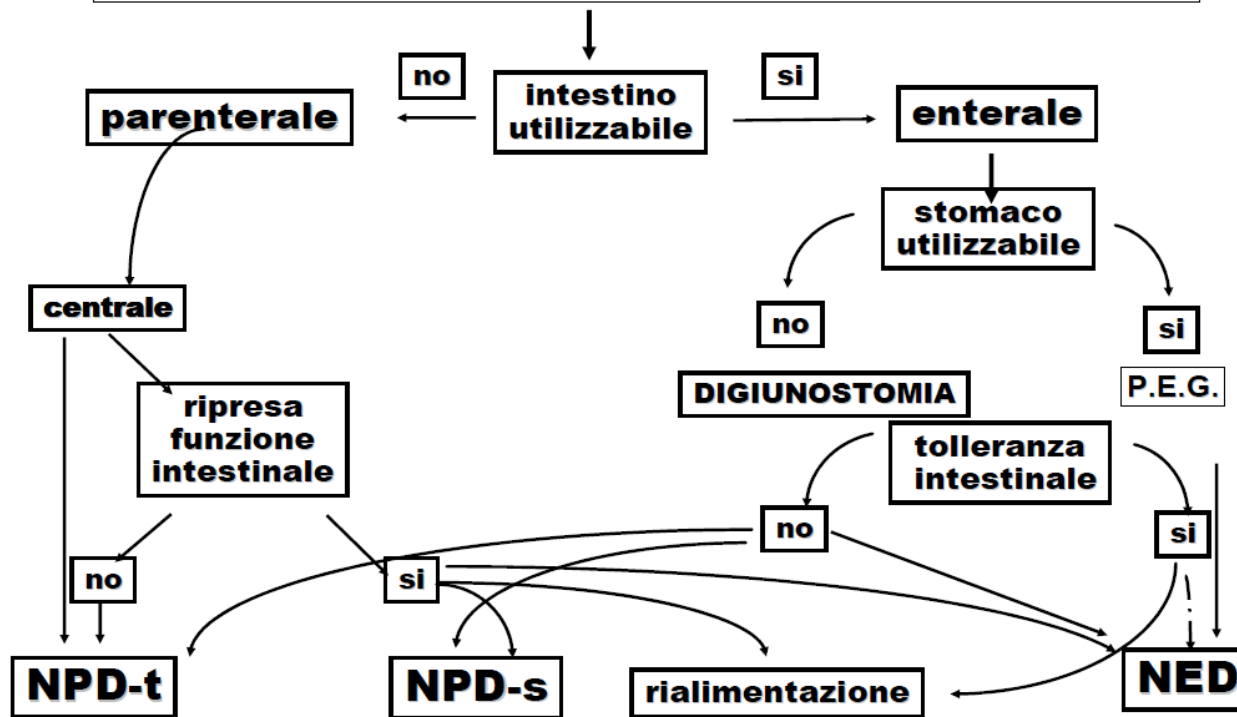 no
si
parenterale
intestino
utilizzabile
enterale
stomaco
utilizzabile
centrale
no
si
ripresa
funzione
intestinale
DIGIUNOSTOMIA
P.E.G.
tolleranza
intestinale
no
si
no
si
NPD-t
NPD-s
rialimentazione
NED